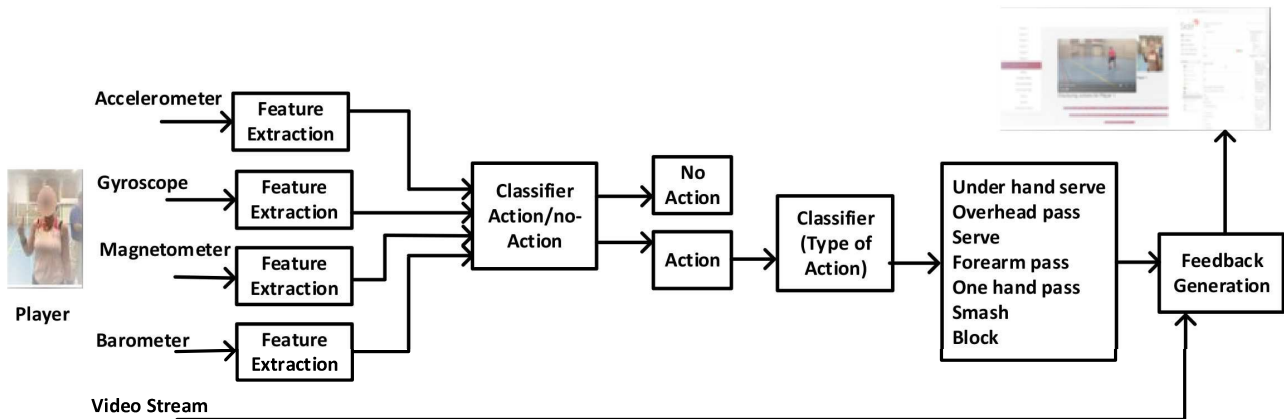 Accelerometer
Feature
Extraction
Gyroscope
Feature
Extraction
Magnetometer
Feature
Extraction
Barometer
Feature
Extraction
Player
Video Stream
Classifier
Action/no-
Action
No
Action
Action
Classifier
(Type of
Action)
Under hand serve
Overhead pass
Serve
Forearm pass
One hand pass
Smash
Block
Feedback
Generation